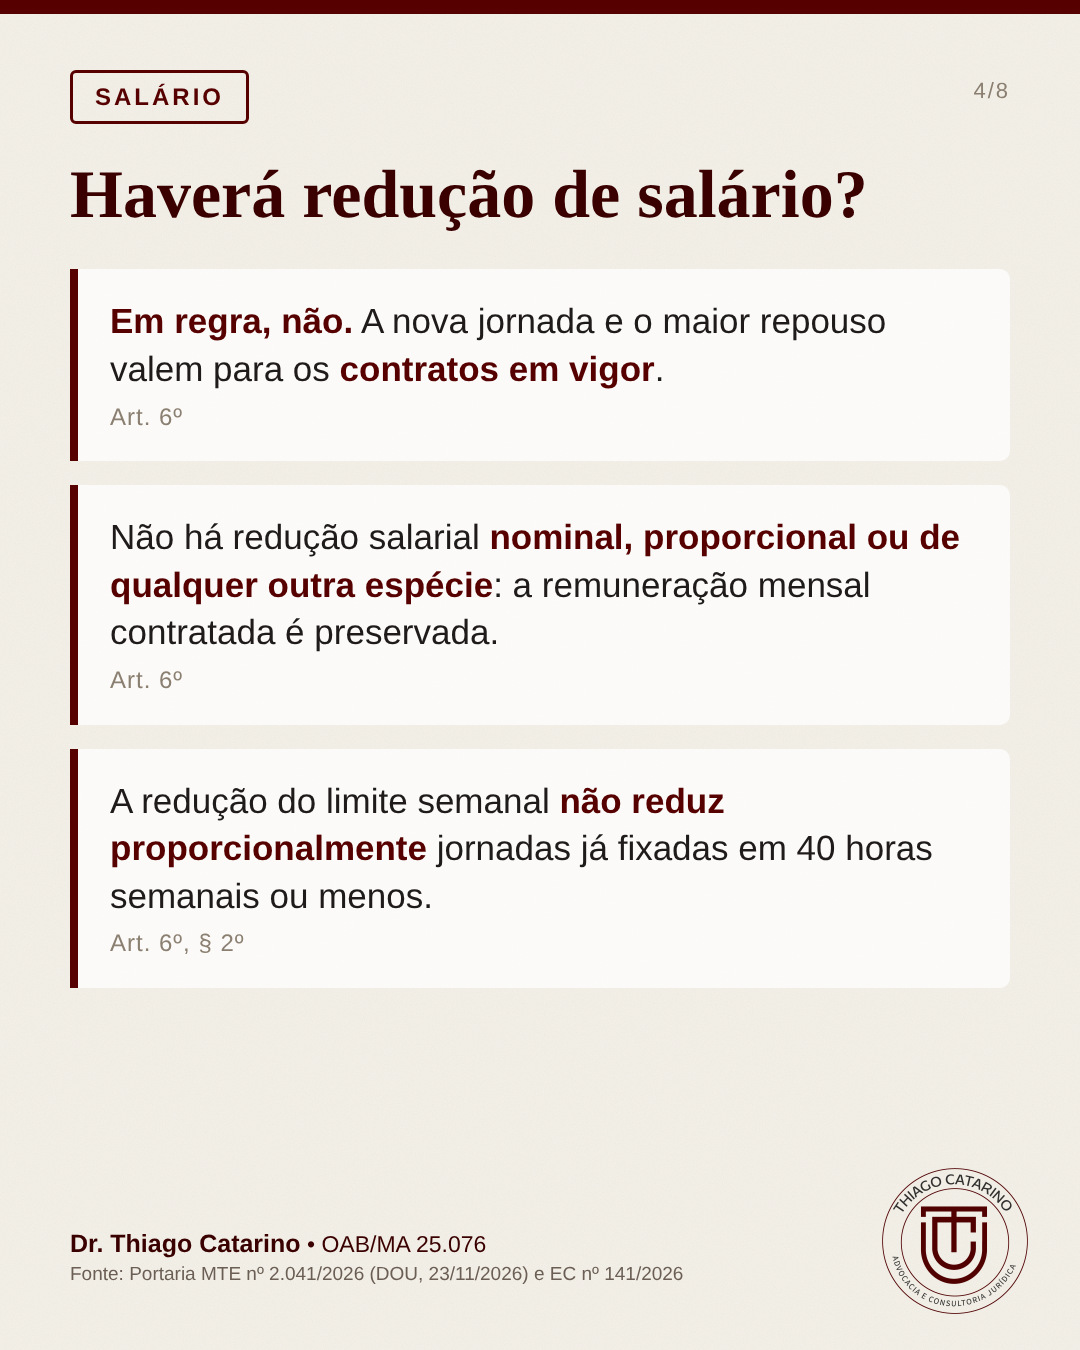 SALÁRIO
4/8
Haverá redução de salário?
Em regra, não. A nova jornada e o maior repouso
valem para os contratos em vigor.
Art. 6º
Não há redução salarial nominal, proporcional ou de
qualquer outra espécie: a remuneração mensal
contratada é preservada.
Art. 6º
A redução do limite semanal não reduz
proporcionalmente jornadas já fixadas em 40 horas
semanais ou menos.
Art. 6º, § 2º
Dr. Thiago Catarino • OAB/MA 25.076
Fonte: Portaria MTE nº 2.041/2026 (DOU, 23/11/2026) e EC nº 141/2026
THIAGO CATARINO
ADVOCACIA E CONSULTORIA JURÍDICA